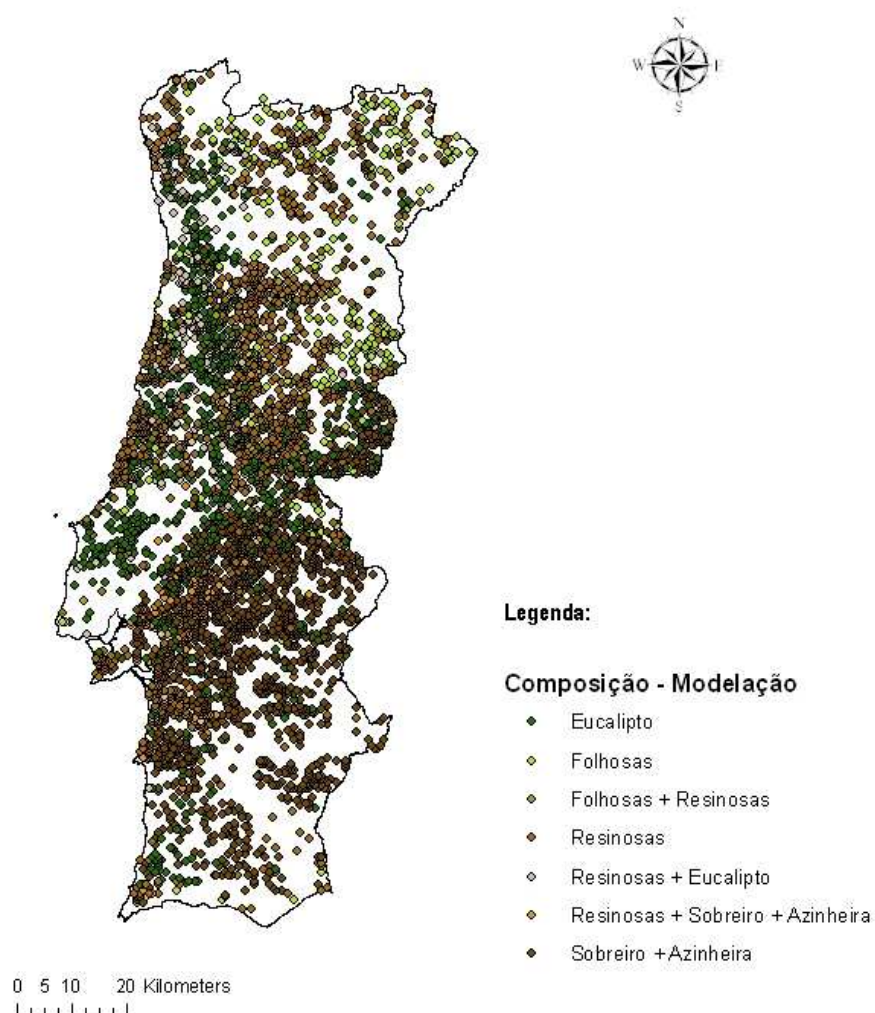 N
W E
S
Legenda:
Composição - Modelação
Eucalipto
Folhosas
Folhosas + Resinosas
Resinosas
Resinosas + Eucalipto
Resinosas + Sobreiro + Azinheira
Sobreiro + Azinheira
0 5 10 20 Kilometers